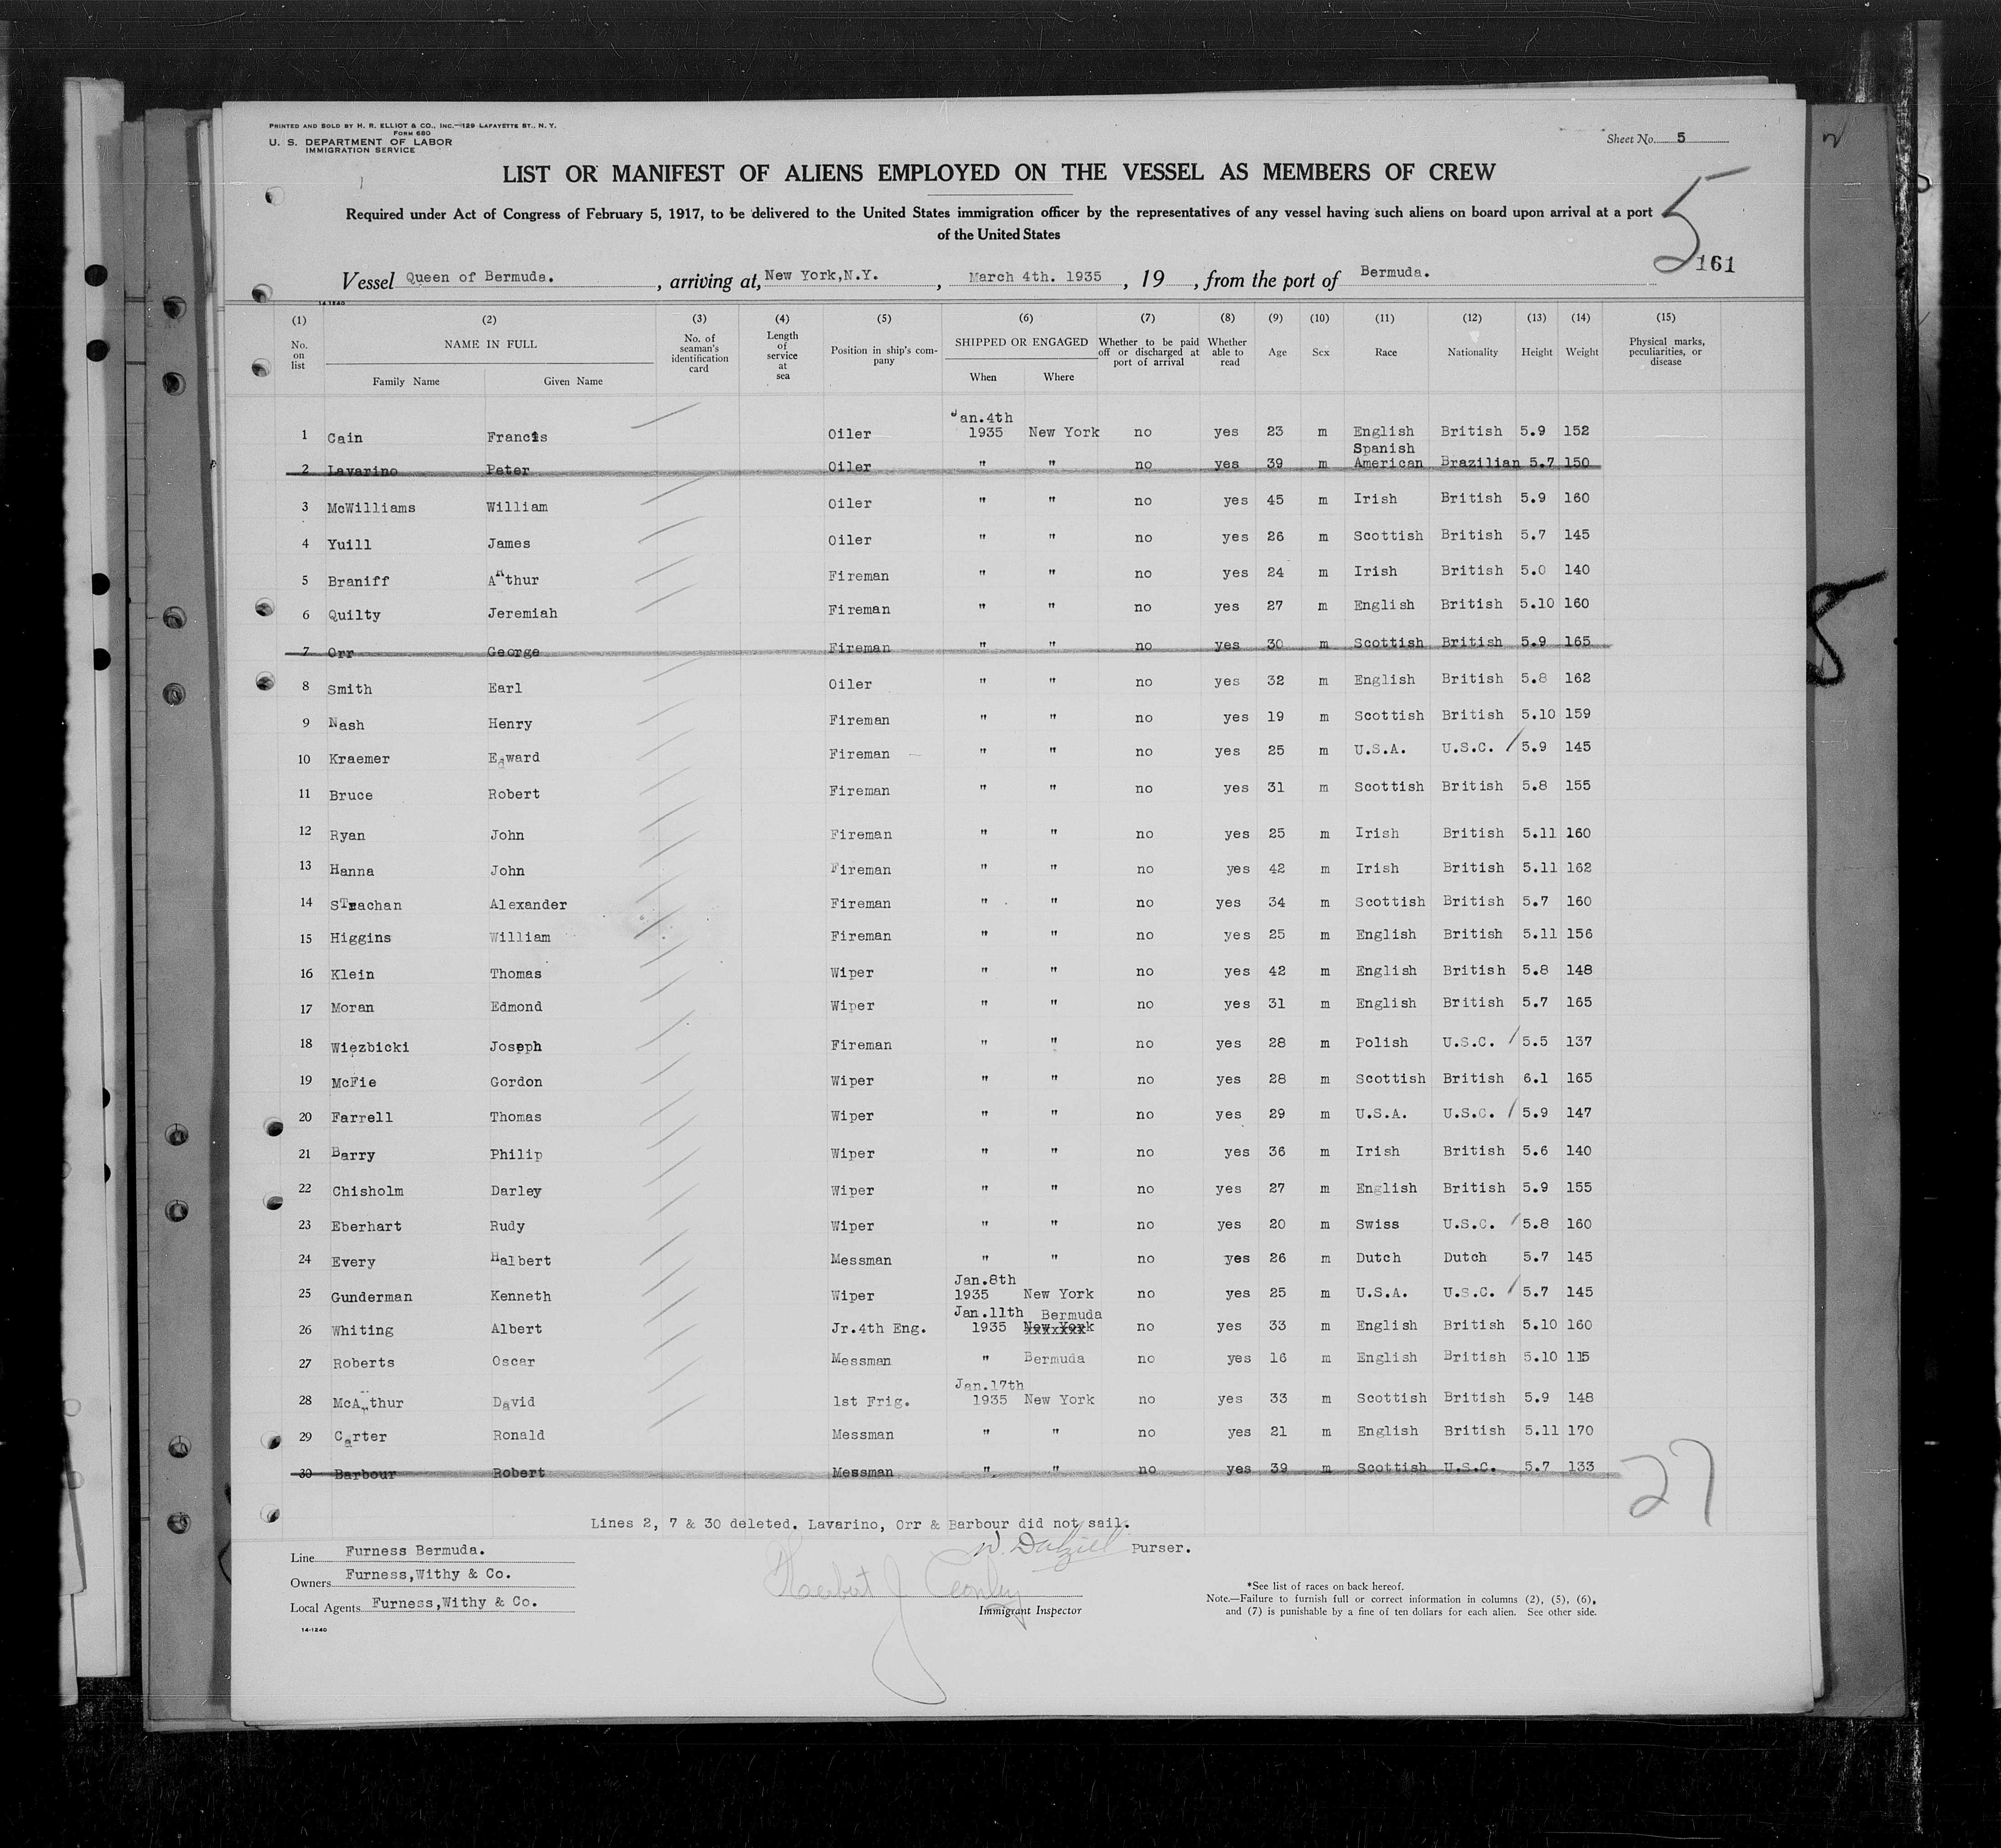 PRINTED AND SOLD BY H. R. ELLIOT & CO., INC.—129 LAFAYETTE ST., N. Y.
FORM 680
U. S. DEPARTMENT OF LABOR
IMMIGRATION SERVICE
Sheet No. 5
LIST OR MANIFEST OF ALIENS EMPLOYED ON THE VESSEL AS MEMBERS OF CREW
Required under Act of Congress of February 5, 1917, to be delivered to the United States immigration officer by the representatives of any vessel having such aliens on board upon arrival at a port
of the United States
5
161
Vessel Queen of Bermuda. , arriving at, New York,N.Y. , March 4th. 1935 , 19 , from the port of Bermuda.
14-1240
(1) (2) (3) (4) (5) (6) (7) (8) (9) (10) (11) (12) (13) (14) (15)
No. on list NAME IN FULL Family Name Given Name No. of seaman's identification card Length of service at sea Position in ship's company SHIPPED OR ENGAGED When Where Whether to be paid off or discharged at port of arrival Whether able to read Age Sex Race Nationality Height Weight Physical marks, peculiarities, or disease
Jan.4th
1 Cain Francis Oiler 1935 New York no yes 23 m English British 5.9 152
Spanish
2 Lavarino Peter Oiler " " no yes 39 m American Brazilian 5.7 150
3 McWilliams William Oiler " " no yes 45 m Irish British 5.9 160
4 Yuill James Oiler " " no yes 26 m Scottish British 5.7 145
5 Braniff Arthur Fireman " " no yes 24 m Irish British 5.0 140
6 Quilty Jeremiah Fireman " " no yes 27 m English British 5.10 160
7 Orr George Fireman " " no yes 30 m Scottish British 5.9 165
8 Smith Earl Oiler " " no yes 32 m English British 5.8 162
9 Nash Henry Fireman " " no yes 19 m Scottish British 5.10 159
10 Kraemer Edward Fireman " " no yes 25 m U.S.A. U.S.C. 5.9 145
11 Bruce Robert Fireman " " no yes 31 m Scottish British 5.8 155
12 Ryan John Fireman " " no yes 25 m Irish British 5.11 160
13 Hanna John Fireman " " no yes 42 m Irish British 5.11 162
14 STrachan Alexander Fireman " " no yes 34 m Scottish British 5.7 160
15 Higgins William Fireman " " no yes 25 m English British 5.11 156
16 Klein Thomas Wiper " " no yes 42 m English British 5.8 148
17 Moran Edmond Wiper " " no yes 31 m English British 5.7 165
18 Wiezbicki Joseph Fireman " " no yes 28 m Polish U.S.C. 5.5 137
19 McFie Gordon Wiper " " no yes 28 m Scottish British 6.1 165
20 Farrell Thomas Wiper " " no yes 29 m U.S.A. U.S.C. 5.9 147
21 Barry Philip Wiper " " no yes 36 m Irish British 5.6 140
22 Chisholm Darley Wiper " " no yes 27 m English British 5.9 155
23 Eberhart Rudy Wiper " " no yes 20 m Swiss U.S.C. 5.8 160
24 Every Halbert Messman " " no yes 26 m Dutch Dutch 5.7 145
Jan.8th
25 Gunderman Kenneth Wiper 1935 New York no yes 25 m U.S.A. U.S.C. 5.7 145
Jan.11th Bermuda
26 Whiting Albert Jr.4th Eng. 1935 New York no yes 33 m English British 5.10 160
27 Roberts Oscar Messman " Bermuda no yes 16 m English British 5.10 115
Jan.17th
28 McArthur David 1st Frig. 1935 New York no yes 33 m Scottish British 5.9 148
29 Carter Ronald Messman " " no yes 21 m English British 5.11 170
30 Barbour Robert Messman " " no yes 39 m Scottish U.S.C. 5.7 133
27
Lines 2, 7 & 30 deleted. Lavarino, Orr & Barbour did not sail.
W. Dalziel Purser.
Line Furness Bermuda.
Owners Furness,Withy & Co.
Local Agents Furness,Withy & Co.
Herbert J
Immigrant Inspector
*See list of races on back hereof.
Note.—Failure to furnish full or correct information in columns (2), (5), (6),
and (7) is punishable by a fine of ten dollars for each alien. See other side.
14-1240
8